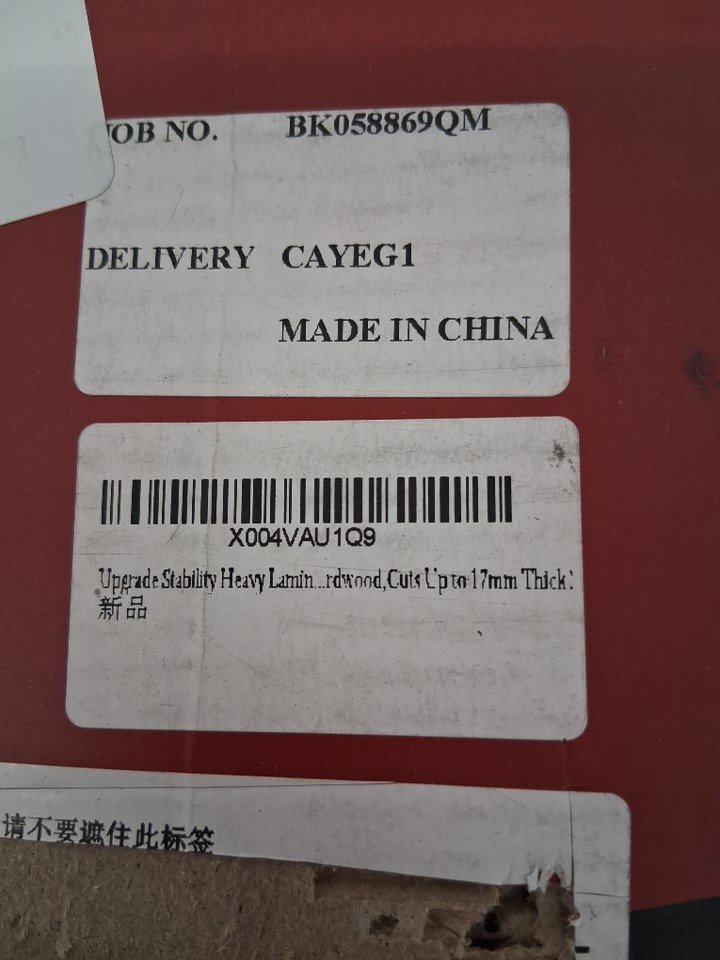 JOB NO. BK058869QM
DELIVERY CAYEG1
MADE IN CHINA
X004VAU1Q9
Upgrade Stability Heavy Lamin...rdwood,Cuts Up to 17mm Thick
新品
请不要遮住此标签